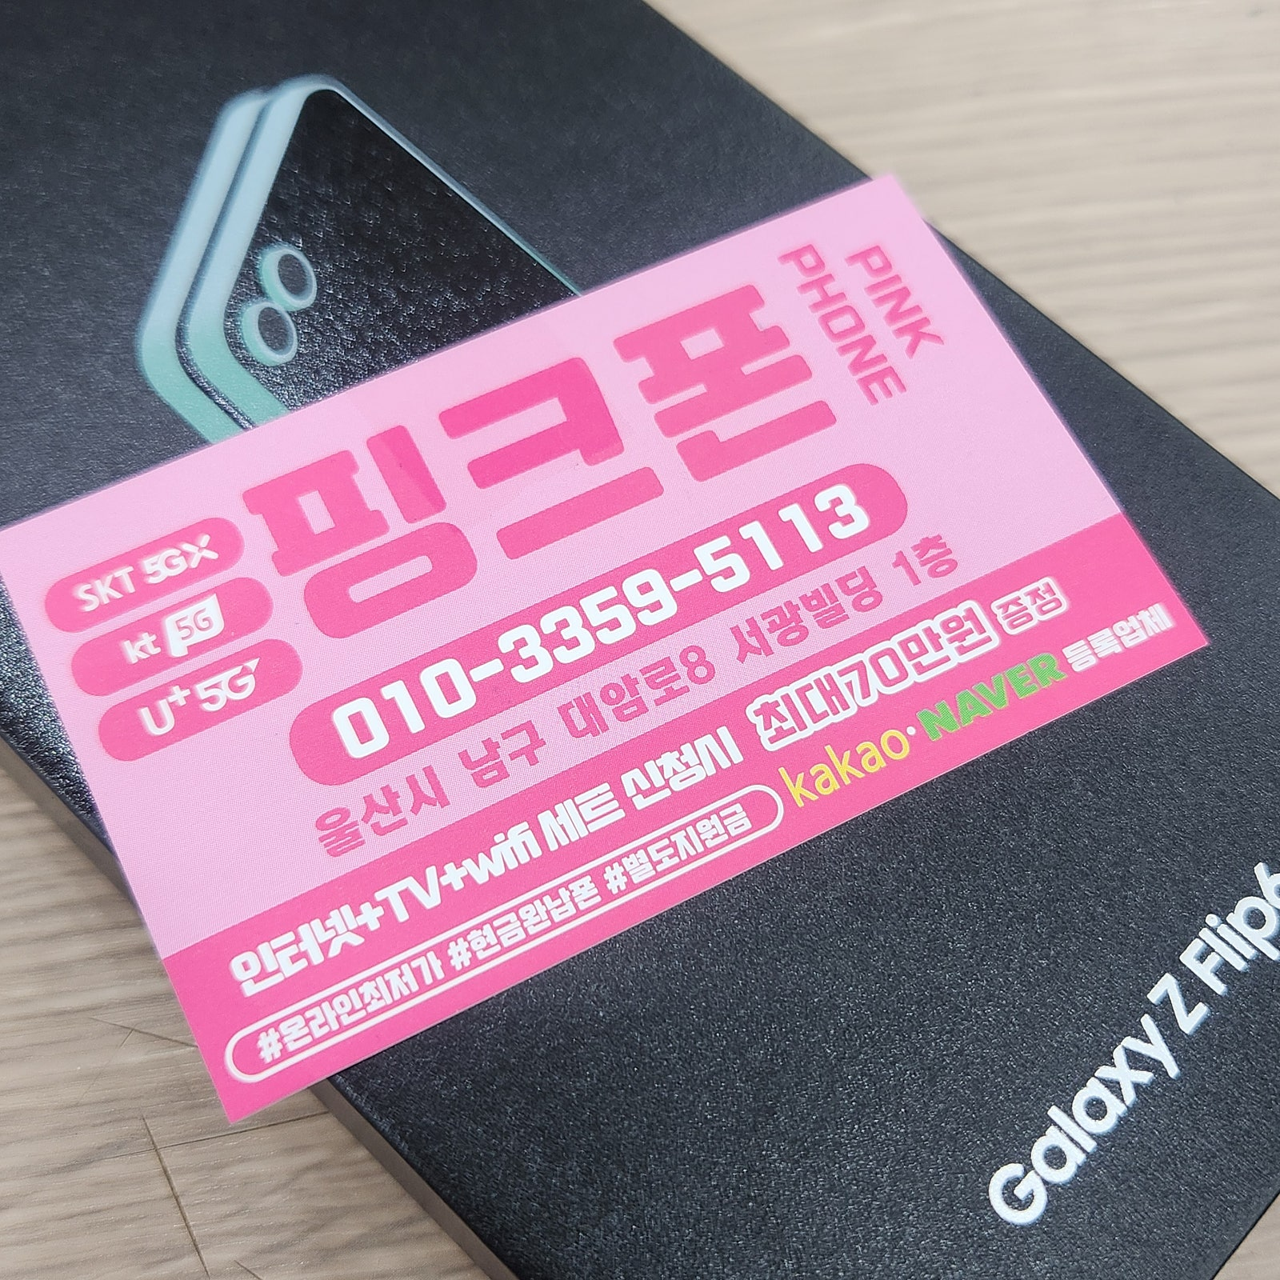 PINK
PHONE
핑크폰
SKT 5GX
kt 5G
U+ 5G
010-3359-5113
울산시 남구 대암로8 서광빌딩 1층
인터넷+TV+wifi 세트 신청시 최대70만원 증정
#온라인최저가 #현금완납폰 #별도지원금
kakao·NAVER 등록업체
Galaxy Z Flip6